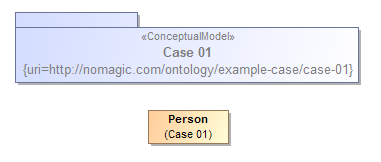 «ConceptualModel»
Case 01
{uri=http://nomagic.com/ontology/example-case/case-01}
Person
(Case 01)